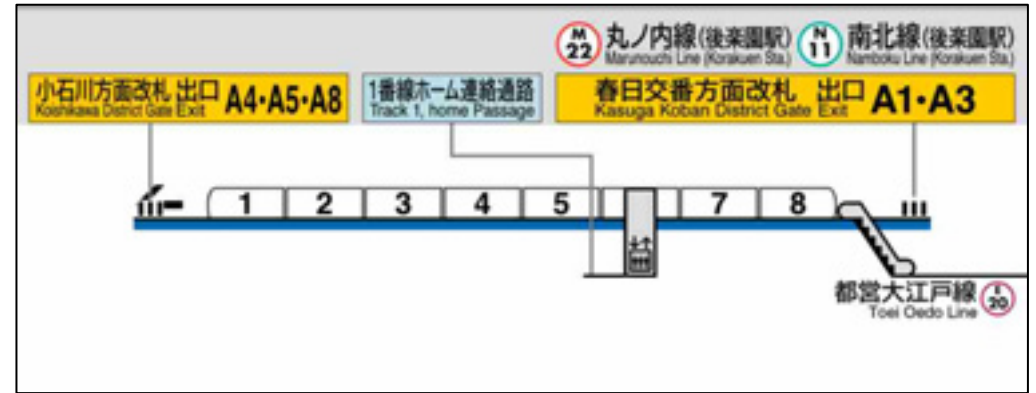 M 22 丸ノ内線(後楽園駅) N 11 南北線(後楽園駅)
Marunouchi Line (Korakuen Sta.) Namboku Line (Korakuen Sta.)
小石川方面改札 出口 A4・A5・A8
Koishikawa District Gate Exit
1番線ホーム連絡通路
Track 1, home Passage
春日交番方面改札 出口 A1・A3
Kasuga Koban District Gate Exit
1 2 3 4 5 7 8
都営大江戸線 E 20
Toei Oedo Line